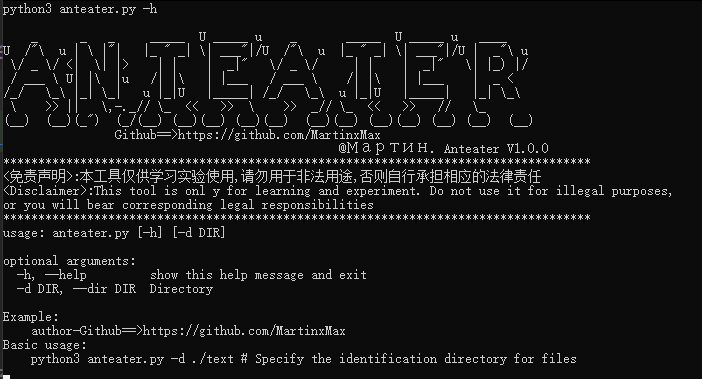 python3 anteater.py -h
ANTEATER
Github==>https://github.com/MartinxMax
@Мартин. Anteater V1.0.0
*******************************************************************************************
<免责声明>:本工具仅供学习实验使用,请勿用于非法用途,否则自行承担相应的法律责任
<Disclaimer>:This tool is onl y for learning and experiment. Do not use it for illegal purposes,
or you will bear corresponding legal responsibilities
*******************************************************************************************
usage: anteater.py [-h] [-d DIR]
optional arguments:
-h, --help show this help message and exit
-d DIR, --dir DIR Directory
Example:
author-Github==>https://github.com/MartinxMax
Basic usage:
python3 anteater.py -d ./text # Specify the identification directory for files